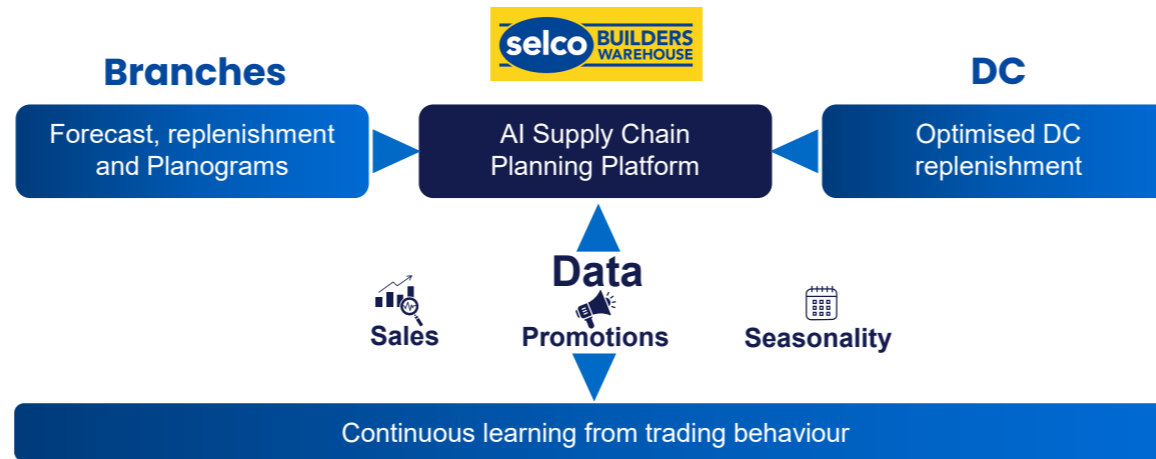 selco BUILDERS
WAREHOUSE
Branches
DC
Forecast, replenishment
and Planograms
AI Supply Chain
Planning Platform
Optimised DC
replenishment
Data
Sales
Promotions
Seasonality
Continuous learning from trading behaviour